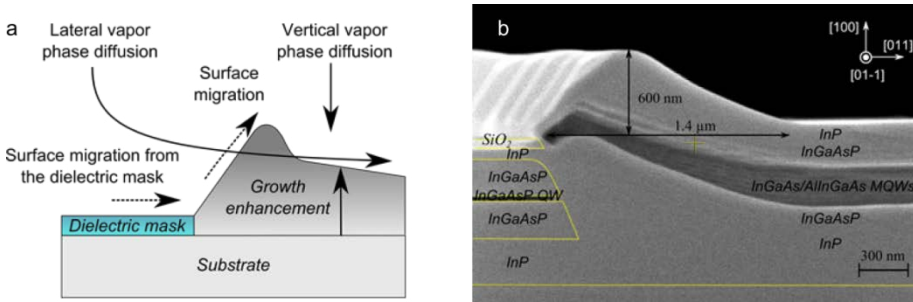 a
Lateral vapor
phase diffusion
Vertical vapor
phase diffusion
Surface
migration
Surface migration from
the dielectric mask
Growth
enhancement
Dielectric mask
Substrate
b
[100]
[011]
[01-1]
600 nm
1.4 µm
SiO2
InP
InGaAsP
InGaAsP QW
InGaAsP
InP
InP
InGaAsP
InGaAs/AlInGaAs MQWs
InGaAsP
InP
300 nm